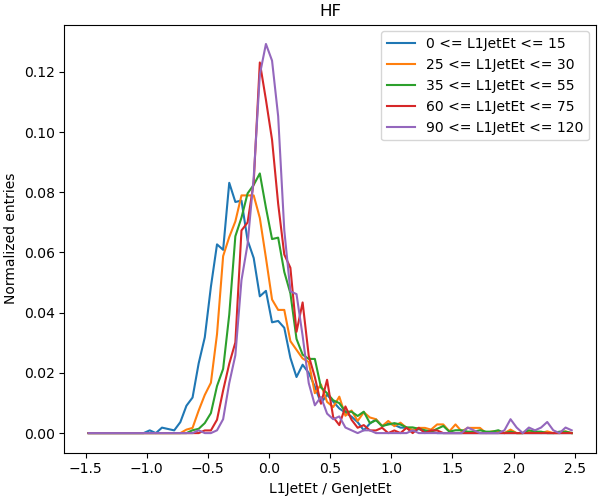 HF
0 <= L1JetEt <= 15
25 <= L1JetEt <= 30
35 <= L1JetEt <= 55
60 <= L1JetEt <= 75
90 <= L1JetEt <= 120
Normalized entries
0.12
0.10
0.08
0.06
0.04
0.02
0.00
−1.5 −1.0 −0.5 0.0 0.5 1.0 1.5 2.0 2.5
L1JetEt / GenJetEt